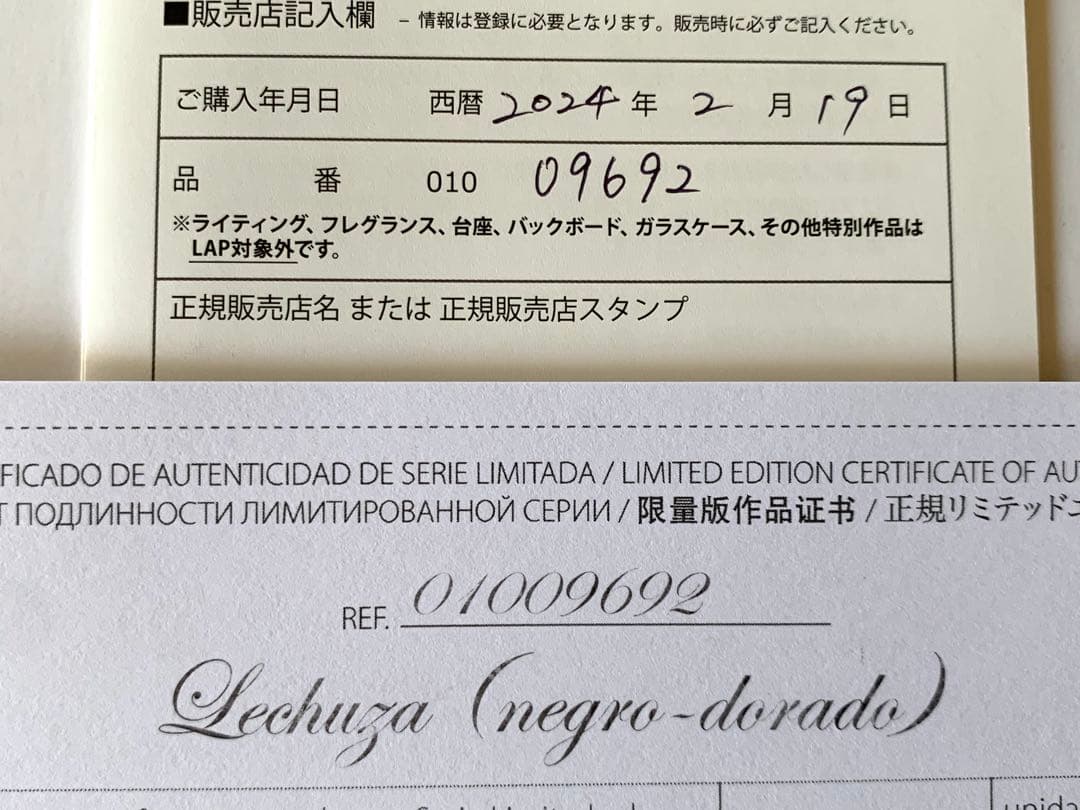 ■販売店記入欄 – 情報は登録に必要となります。販売時に必ずご記入ください。
ご購入年月日 西暦 2024 年 2 月 19 日
品 番 010 09692
※ライティング、フレグランス、台座、バックボード、ガラスケース、その他特別作品は
LAP対象外です。
正規販売店名 または 正規販売店スタンプ
FICADO DE AUTENTICIDAD DE SERIE LIMITADA / LIMITED EDITION CERTIFICATE OF AU
Т ПОДЛИННОСТИ ЛИМИТИРОВАННОЙ СЕРИИ / 限量版作品证书 / 正規リミテッドエ
REF. 01009692
Lechuza (negro-dorado)